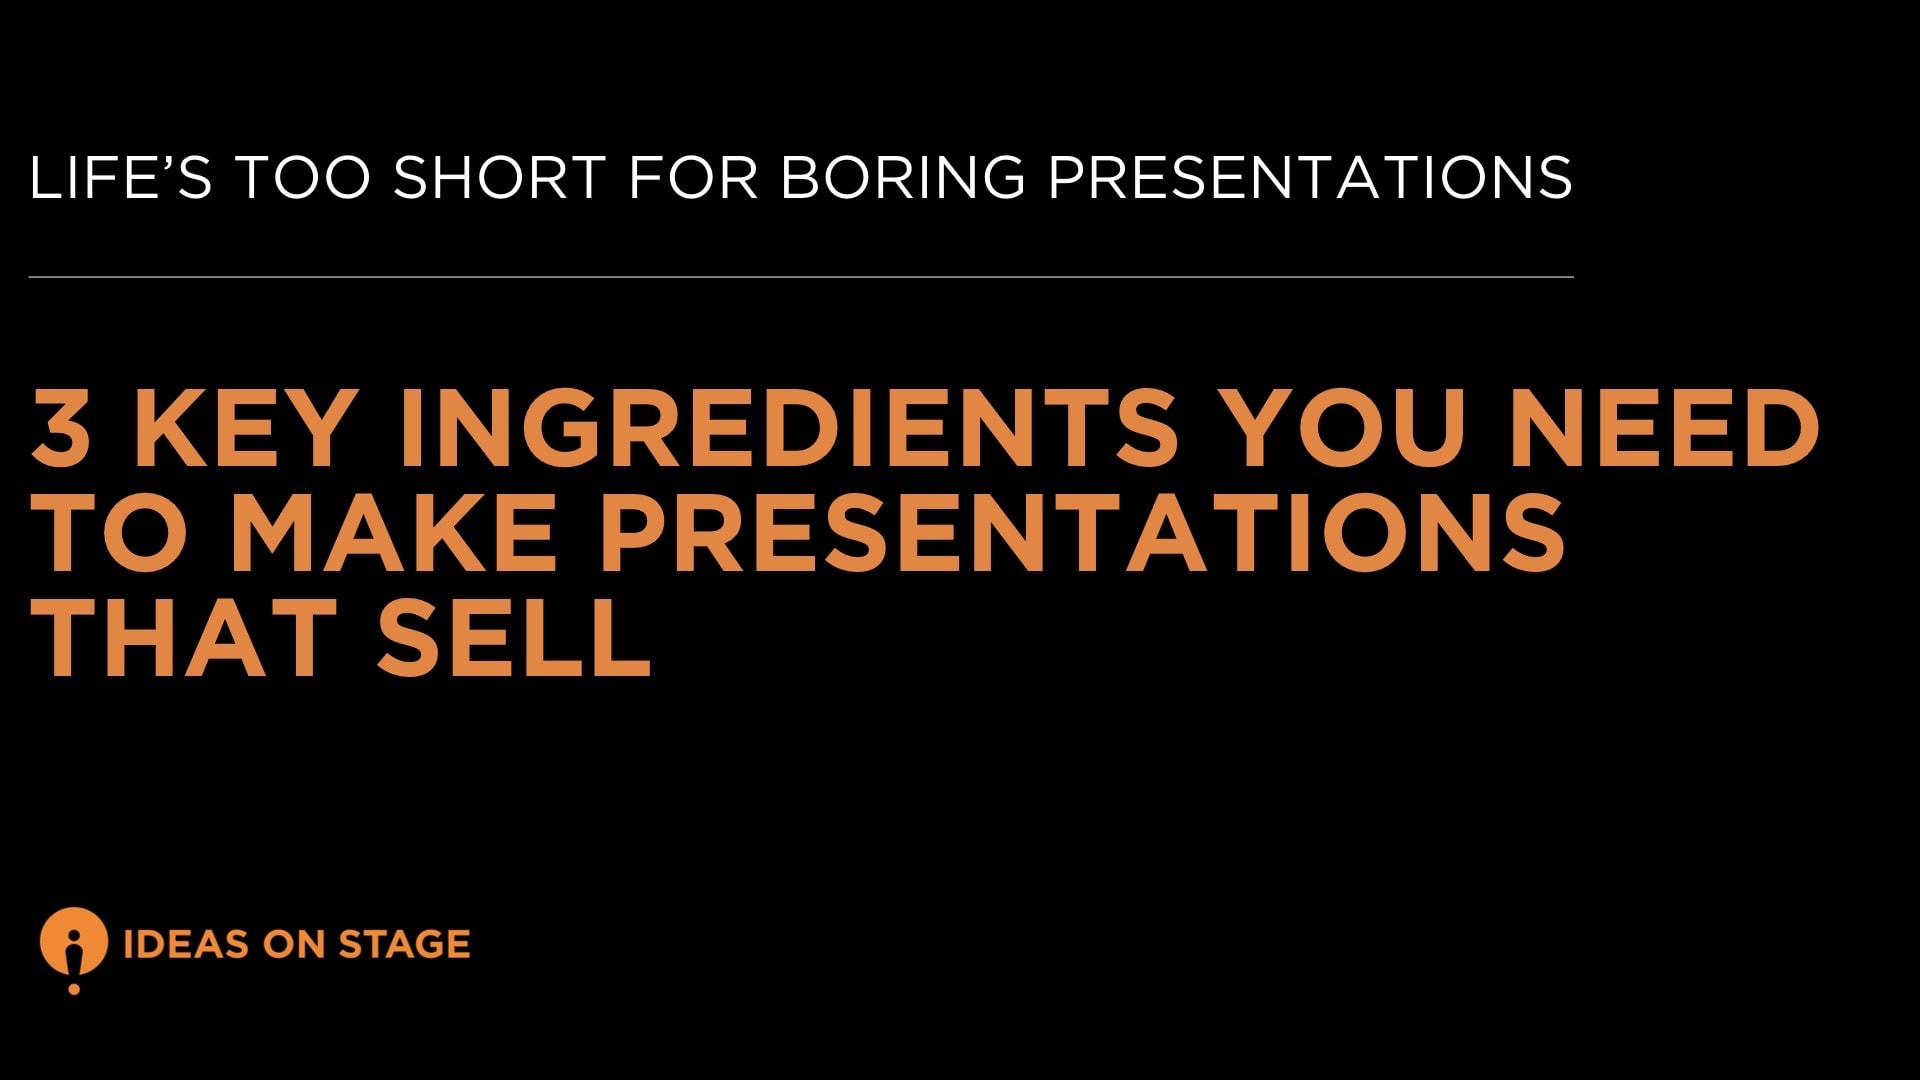 LIFE’S TOO SHORT FOR BORING PRESENTATIONS
3 KEY INGREDIENTS YOU NEED
TO MAKE PRESENTATIONS
THAT SELL
IDEAS ON STAGE